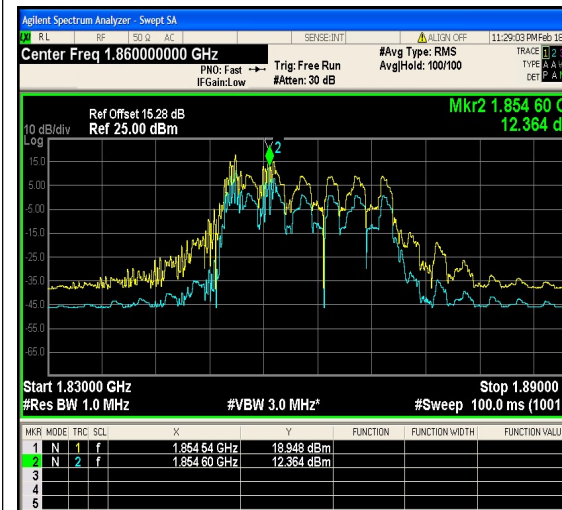 Agilent Spectrum Analyzer - Swept SA
RL RF 50 Ω AC SENSE:INT ALIGN OFF 11:29:03 PM Feb 18
Center Freq 1.860000000 GHz
PNO: Fast
IFGain:Low
Trig: Free Run
#Atten: 30 dB
#Avg Type: RMS
Avg|Hold: 100/100
TRACE 1 2
TYPE A A
DET P A
Mkr2 1.854 60 G
12.364 d
Ref Offset 15.28 dB
10 dB/div Ref 25.00 dBm
Log
2
15.0
5.00
-5.00
-15.0
-25.0
-35.0
-45.0
-55.0
-65.0
Start 1.83000 GHz Stop 1.89000
#Res BW 1.0 MHz #VBW 3.0 MHz* #Sweep 100.0 ms (1001
MKR MODE TRC SCL X Y FUNCTION FUNCTION WIDTH FUNCTION VALU
1 N 1 f 1.854 54 GHz 18.948 dBm
2 N 2 f 1.854 60 GHz 12.364 dBm
3
4
5